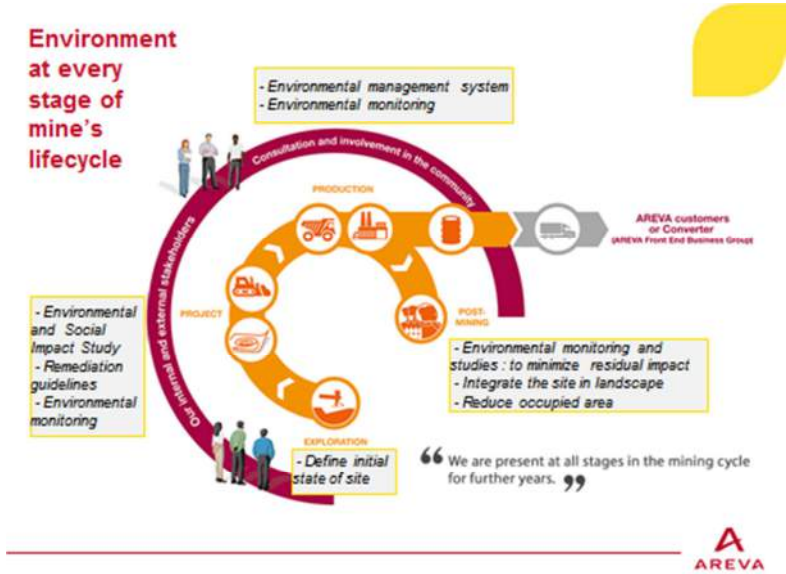 Environment
at every
stage of
mine's
lifecycle
- Environmental management system
- Environmental monitoring
Consultation and involvement in the community
Our internal and external stakeholders
PRODUCTION
AREVA customers
or Converter
(AREVA Front End Business Group)
PROJECT
POST-
MINING
- Environmental
and Social
Impact Study
- Remediation
guidelines
- Environmental
monitoring
- Environmental monitoring and
studies : to minimize residual impact
- Integrate the site in landscape
- Reduce occupied area
EXPLORATION
- Define initial
state of site
“ We are present at all stages in the mining cycle
for further years. ”
AREVA